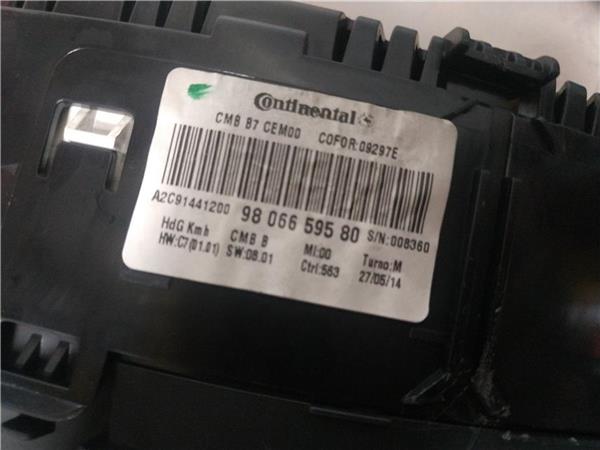 Continental
CMB B7 CEM00 COFOR:09297E
A2C91441200 98 066 595 80 S/N:008360
HdG Kmh CMB B MI:00 Turno:M
HW:C7(01.01) SW:08.01 Ctrl:563 27/05/14